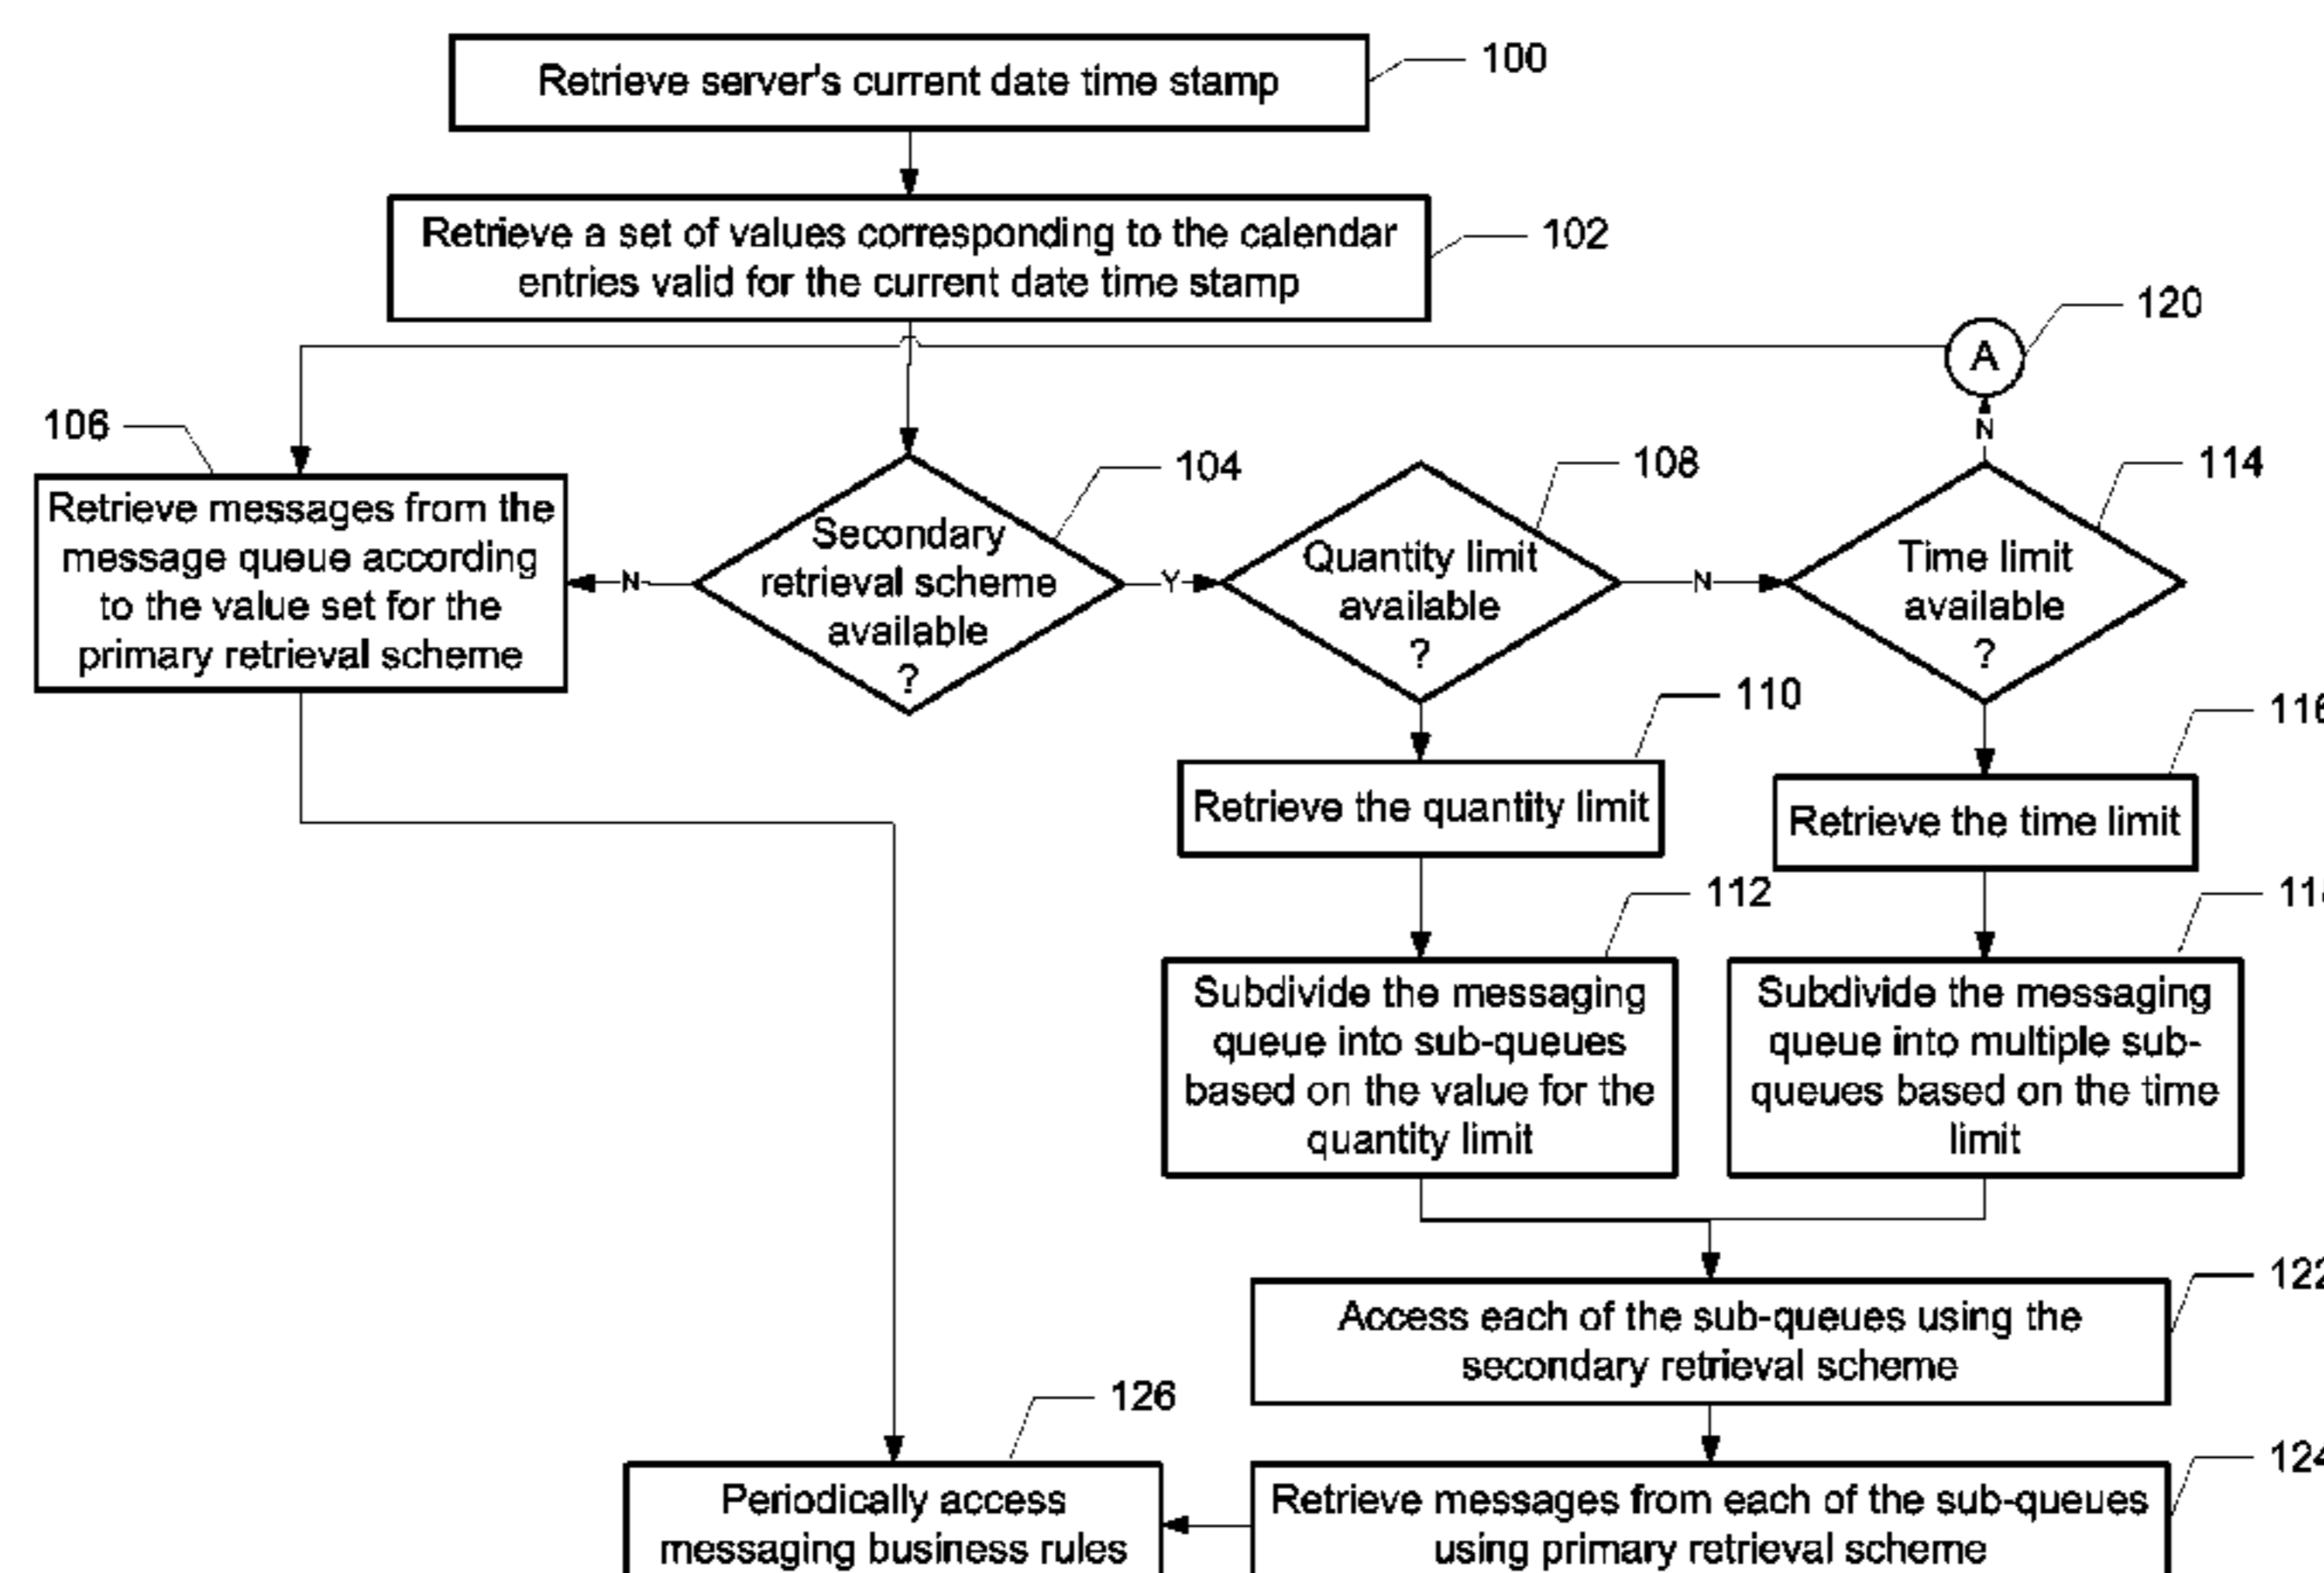 Retrieve server's current date time stamp
100
Retrieve a set of values corresponding to the calendar
entries valid for the current date time stamp
102
120
A
N
106
Retrieve messages from the
message queue according
to the value set for the
primary retrieval scheme
N
104
Secondary
retrieval scheme
available
?
Y
108
Quantity limit
available
?
N
114
Time limit
available
?
110
Retrieve the quantity limit
116
Retrieve the time limit
112
Subdivide the messaging
queue into sub-queues
based on the value for the
quantity limit
Subdivide the messaging
queue into multiple sub-
queues based on the time
limit
122
Access each of the sub-queues using the
secondary retrieval scheme
126
Periodically access
messaging business rules
124
Retrieve messages from each of the sub-queues
using primary retrieval scheme